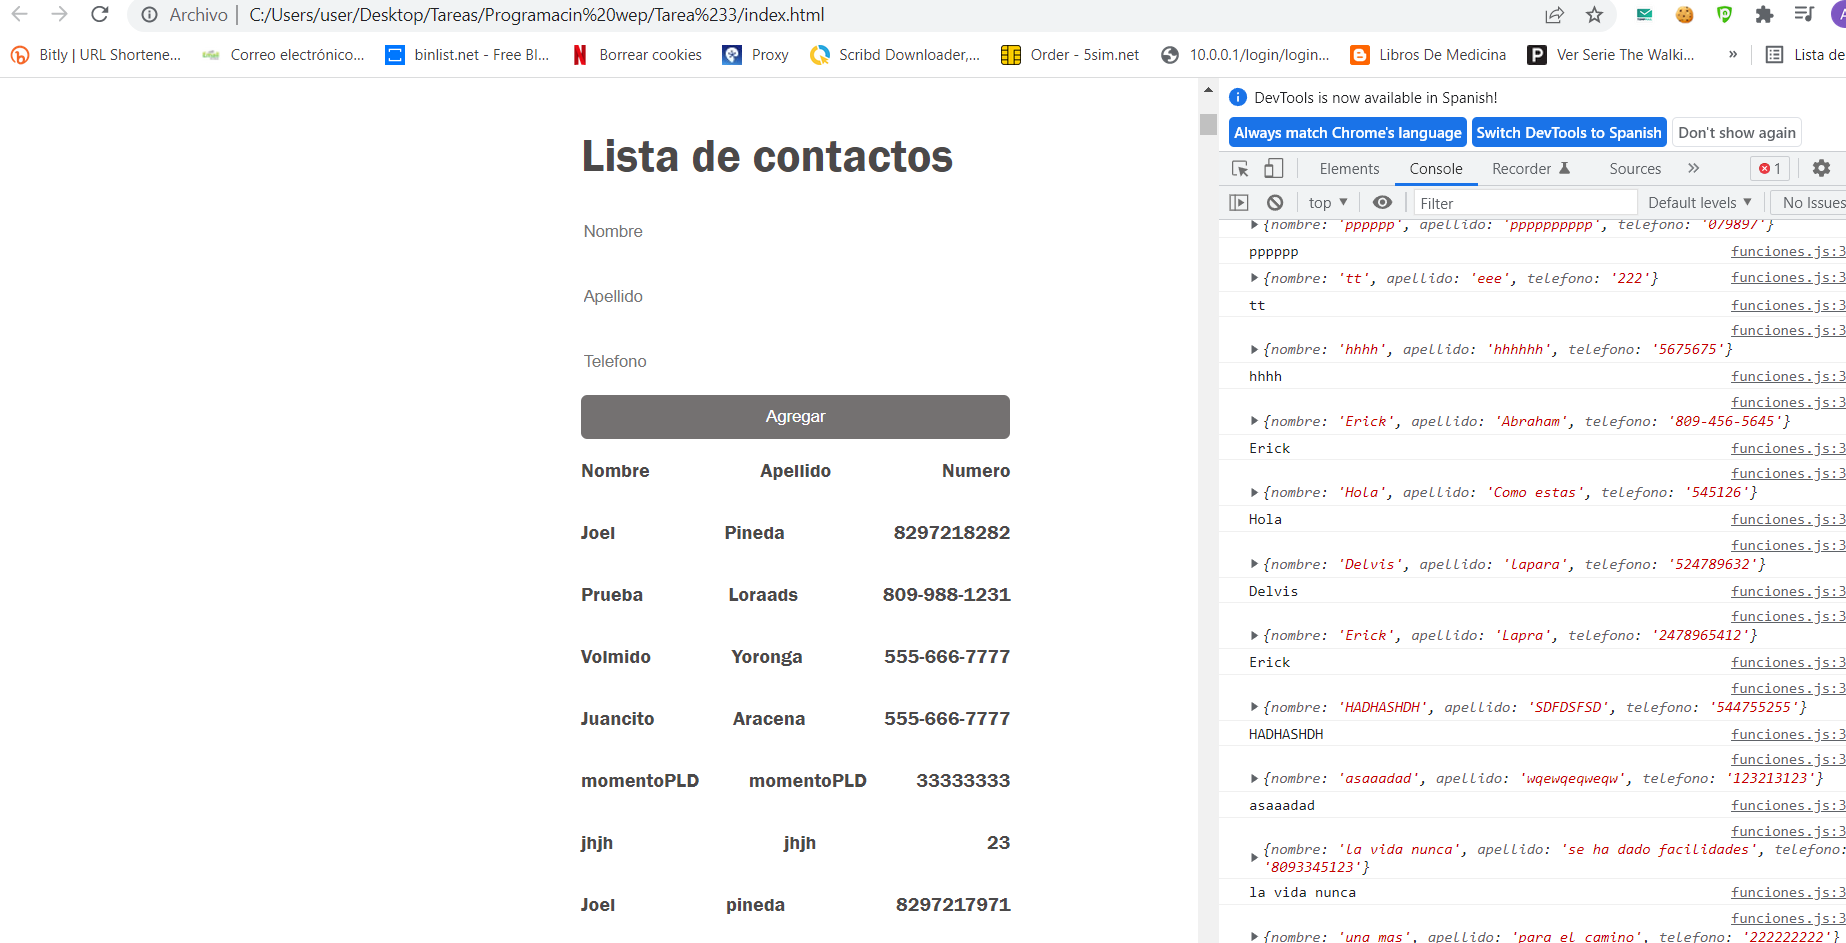 Archivo | C:/Users/user/Desktop/Tareas/Programacin%20wep/Tarea%233/index.html
Bitly | URL Shortene...
Correo electrónico...
binlist.net - Free Bl...
Borrear cookies
Proxy
Scribd Downloader,...
Order - 5sim.net
10.0.0.1/login/login...
Libros De Medicina
Ver Serie The Walki...
»
Lista de
Lista de contactos
Nombre
Apellido
Telefono
Agregar
Nombre Apellido Numero
Joel Pineda 8297218282
Prueba Loraads 809-988-1231
Volmido Yoronga 555-666-7777
Juancito Aracena 555-666-7777
momentoPLD momentoPLD 33333333
jhjh jhjh 23
Joel pineda 8297217971
DevTools is now available in Spanish!
Always match Chrome's language
Switch DevTools to Spanish
Don't show again
Elements Console Recorder Sources » 1
top Filter Default levels No Issues
{nombre: 'pppppp', apellido: 'pppppppppp', telefono: '079897'}
pppppp funciones.js:3
{nombre: 'tt', apellido: 'eee', telefono: '222'} funciones.js:3
tt funciones.js:3
funciones.js:3
{nombre: 'hhhh', apellido: 'hhhhhh', telefono: '5675675'}
hhhh funciones.js:3
funciones.js:3
{nombre: 'Erick', apellido: 'Abraham', telefono: '809-456-5645'}
Erick funciones.js:3
funciones.js:3
{nombre: 'Hola', apellido: 'Como estas', telefono: '545126'}
Hola funciones.js:3
funciones.js:3
{nombre: 'Delvis', apellido: 'lapara', telefono: '524789632'}
Delvis funciones.js:3
funciones.js:3
{nombre: 'Erick', apellido: 'Lapra', telefono: '2478965412'}
Erick funciones.js:3
funciones.js:3
{nombre: 'HADHASHDH', apellido: 'SDFDSFSD', telefono: '544755255'}
HADHASHDH funciones.js:3
funciones.js:3
{nombre: 'asaaadad', apellido: 'wqewqeqweqw', telefono: '123213123'}
asaaadad funciones.js:3
funciones.js:3
{nombre: 'la vida nunca', apellido: 'se ha dado facilidades', telefono:
'8093345123'}
la vida nunca funciones.js:3
funciones.js:3
{nombre: 'una mas', apellido: 'para el camino', telefono: '222222222'}